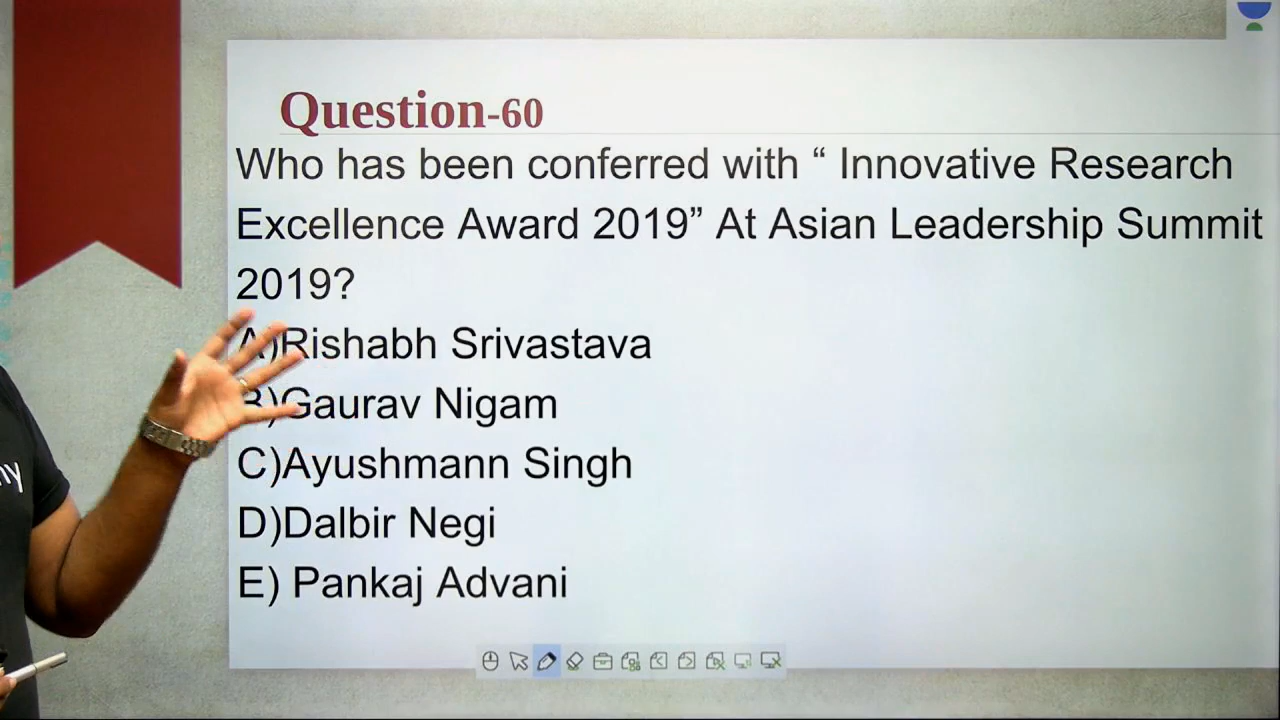 Question-60
Who has been conferred with “ Innovative Research
Excellence Award 2019” At Asian Leadership Summit
2019?
A)Rishabh Srivastava
B)Gaurav Nigam
C)Ayushmann Singh
D)Dalbir Negi
E) Pankaj Advani